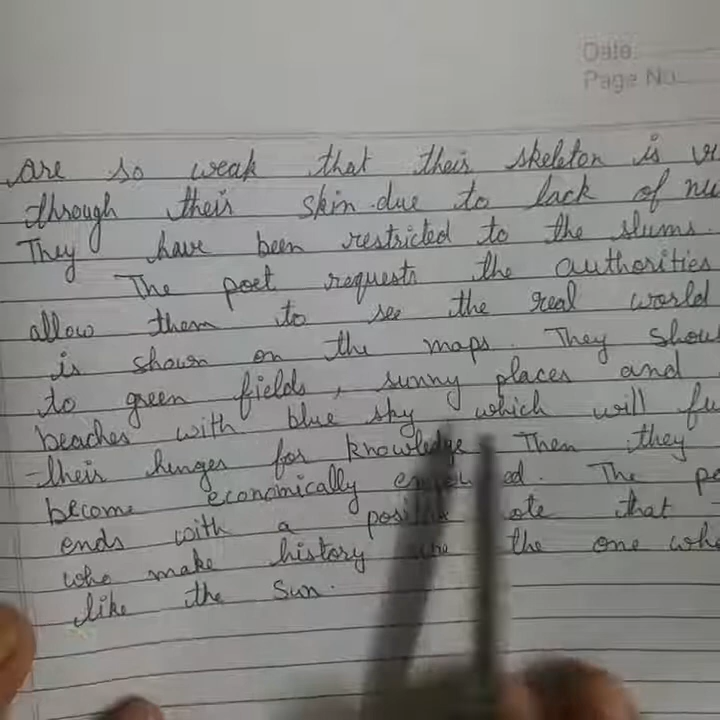 Date
Page No.
are so weak that their skeleton is
through their skin due to lack of
They have been restricted to the slums.
The poet requests the authorities
allow them to see the real world
is shown on the maps. They
to green fields, sunny places and
beaches with blue sky which will
their hunger for knowledge. Then they
become economically The
ends with a that
who make history the one
like the Sun.